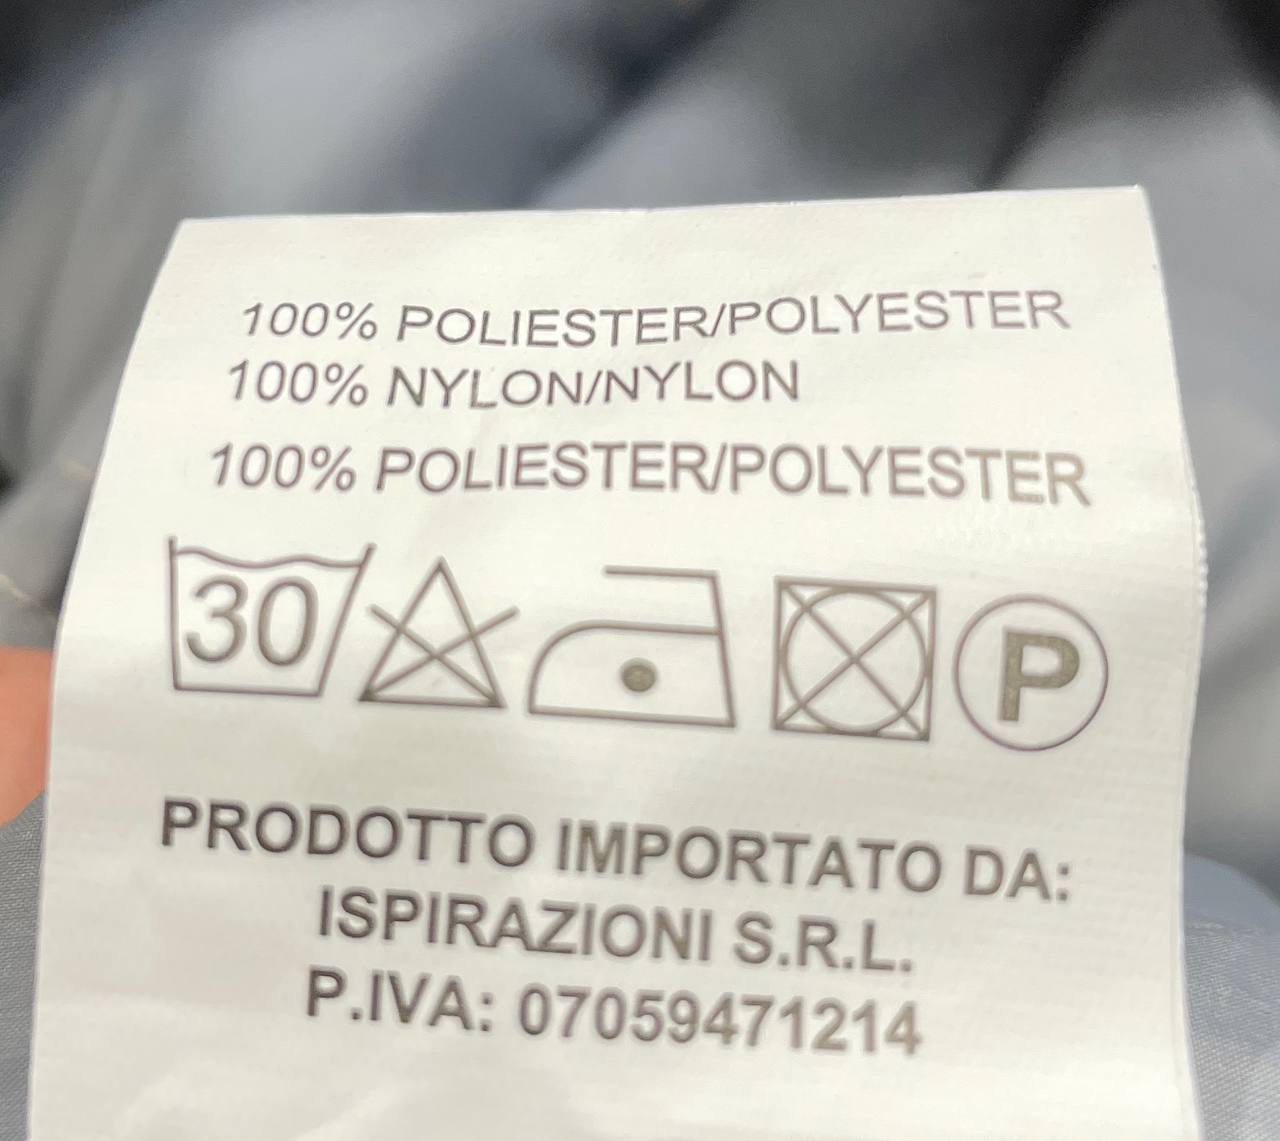 100% POLIESTER/POLYESTER
100% NYLON/NYLON
100% POLIESTER/POLYESTER
30 P
PRODOTTO IMPORTATO DA:
ISPIRAZIONI S.R.L.
P.IVA: 07059471214